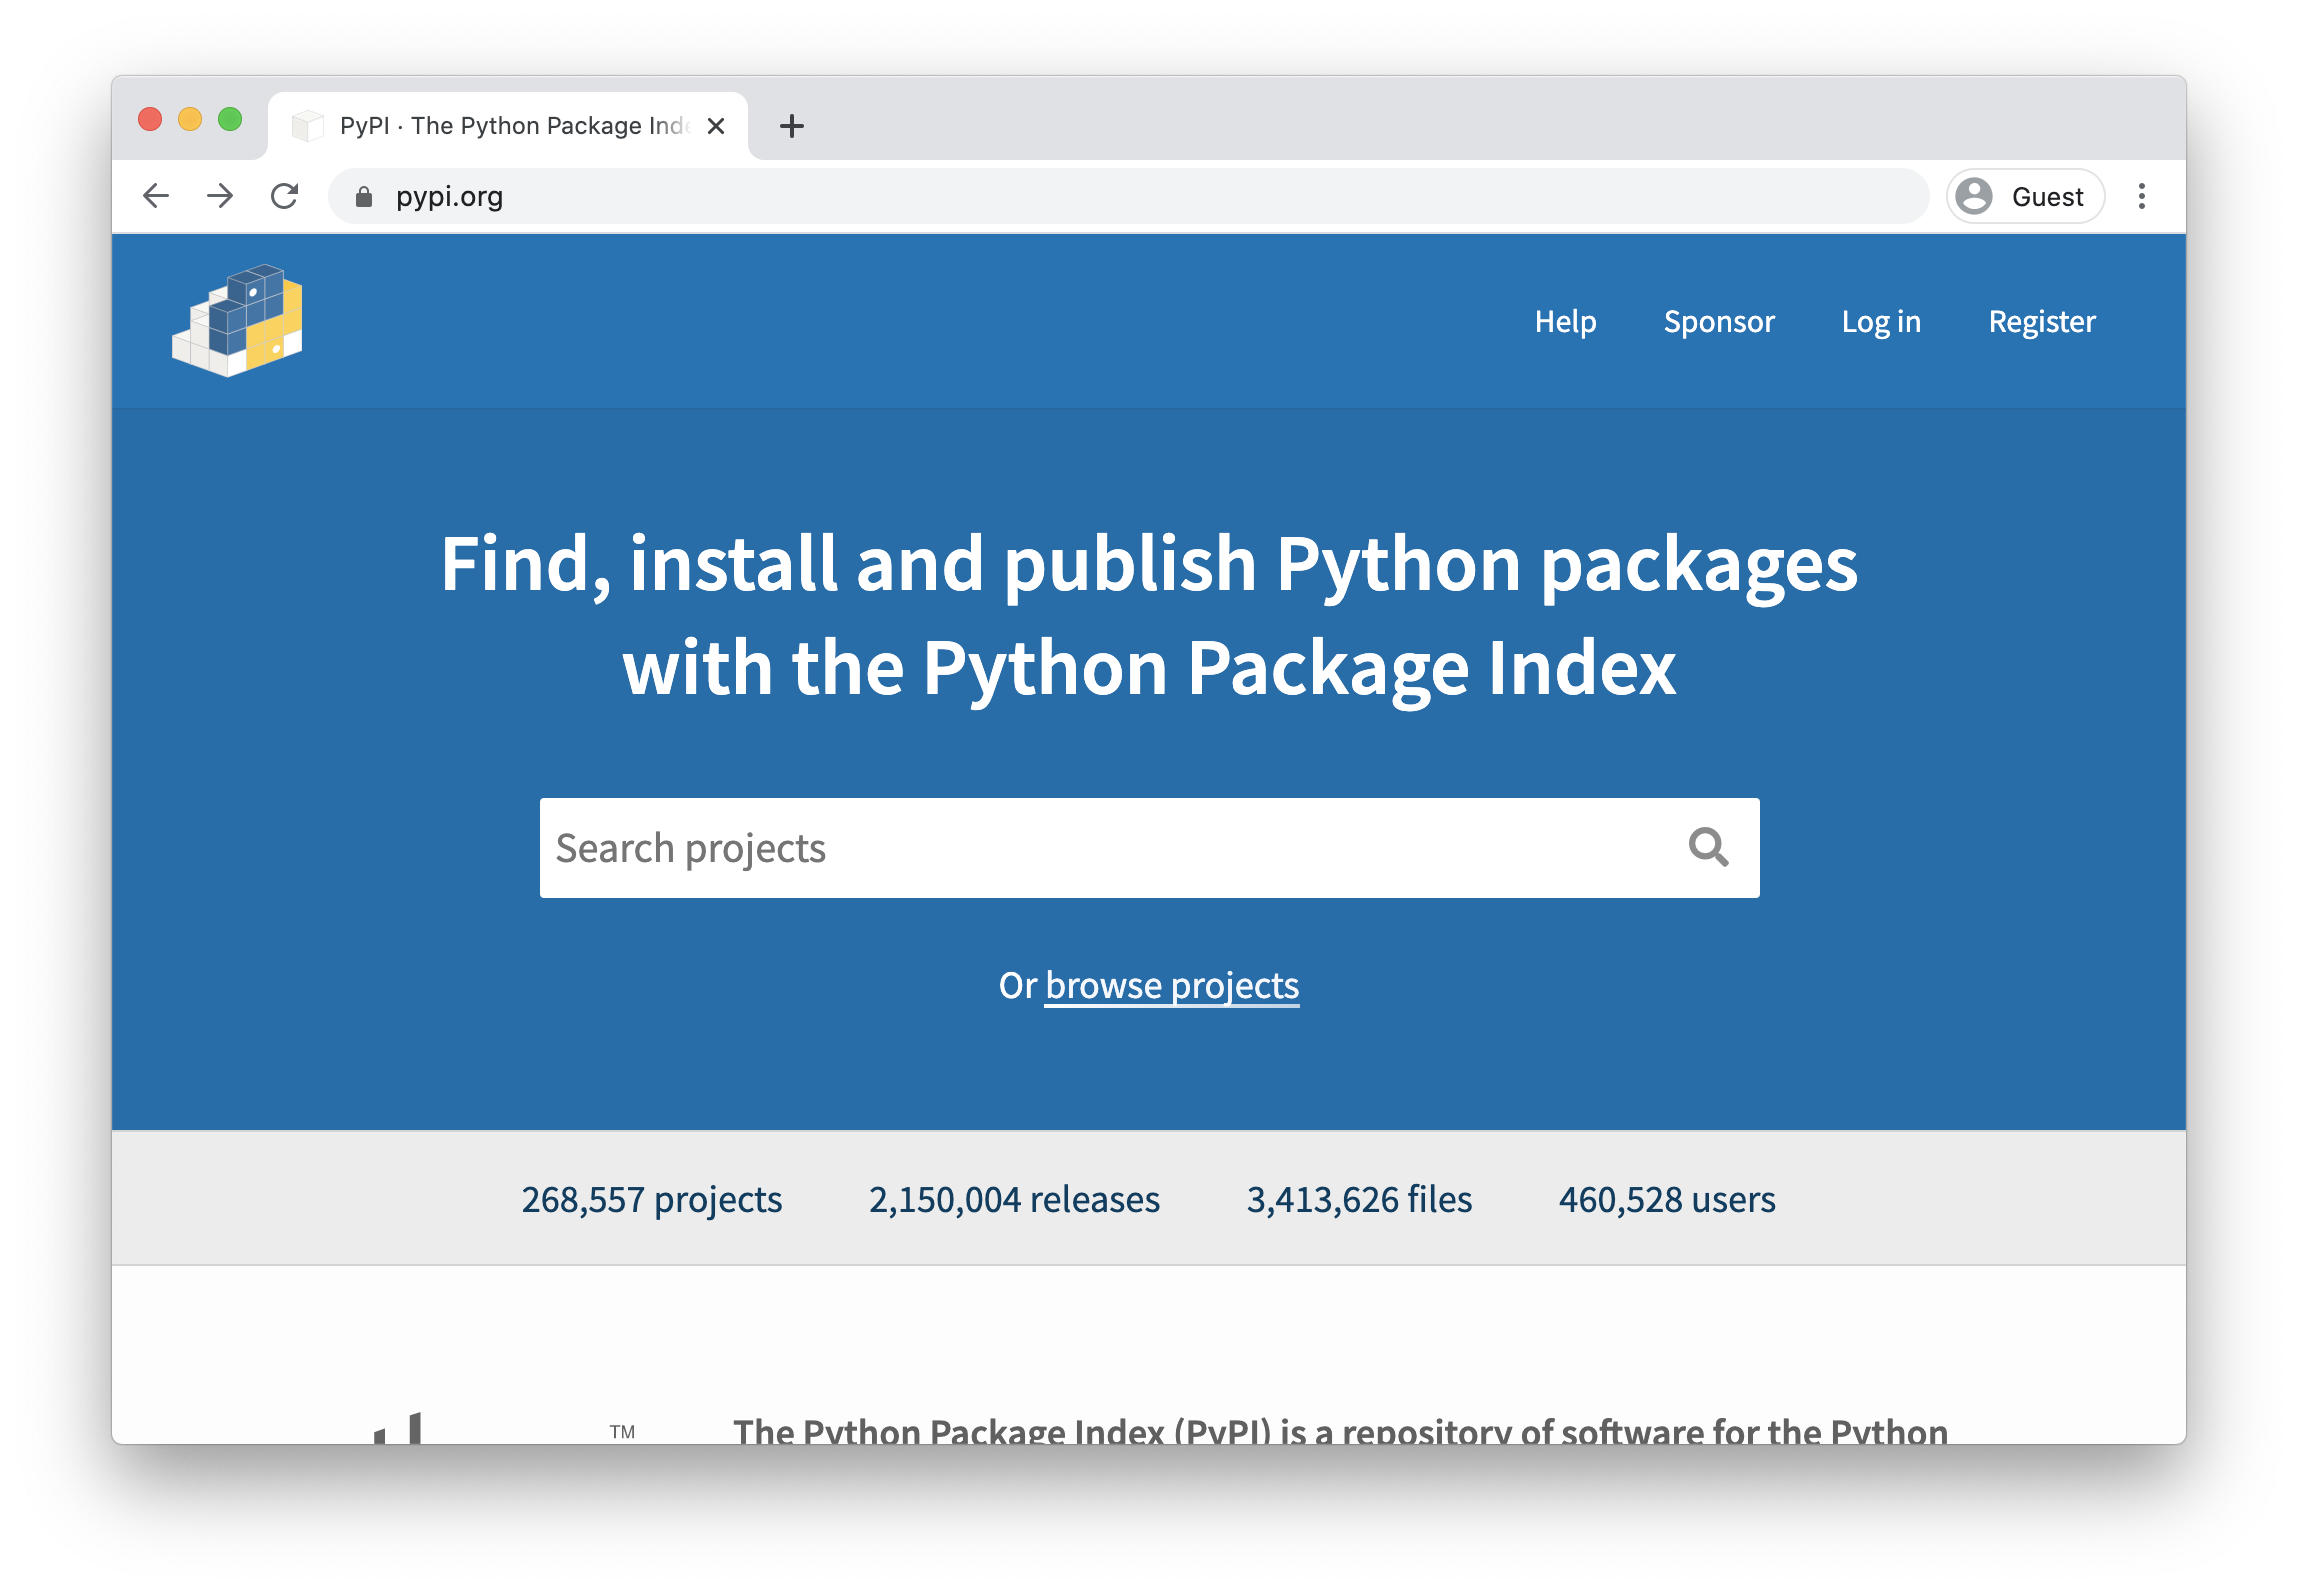 PyPI · The Python Package Inde
pypi.org
Guest
Help Sponsor Log in Register
Find, install and publish Python packages
with the Python Package Index
Search projects
Or browse projects
268,557 projects 2,150,004 releases 3,413,626 files 460,528 users
TM The Python Package Index (PyPI) is a repository of software for the Python